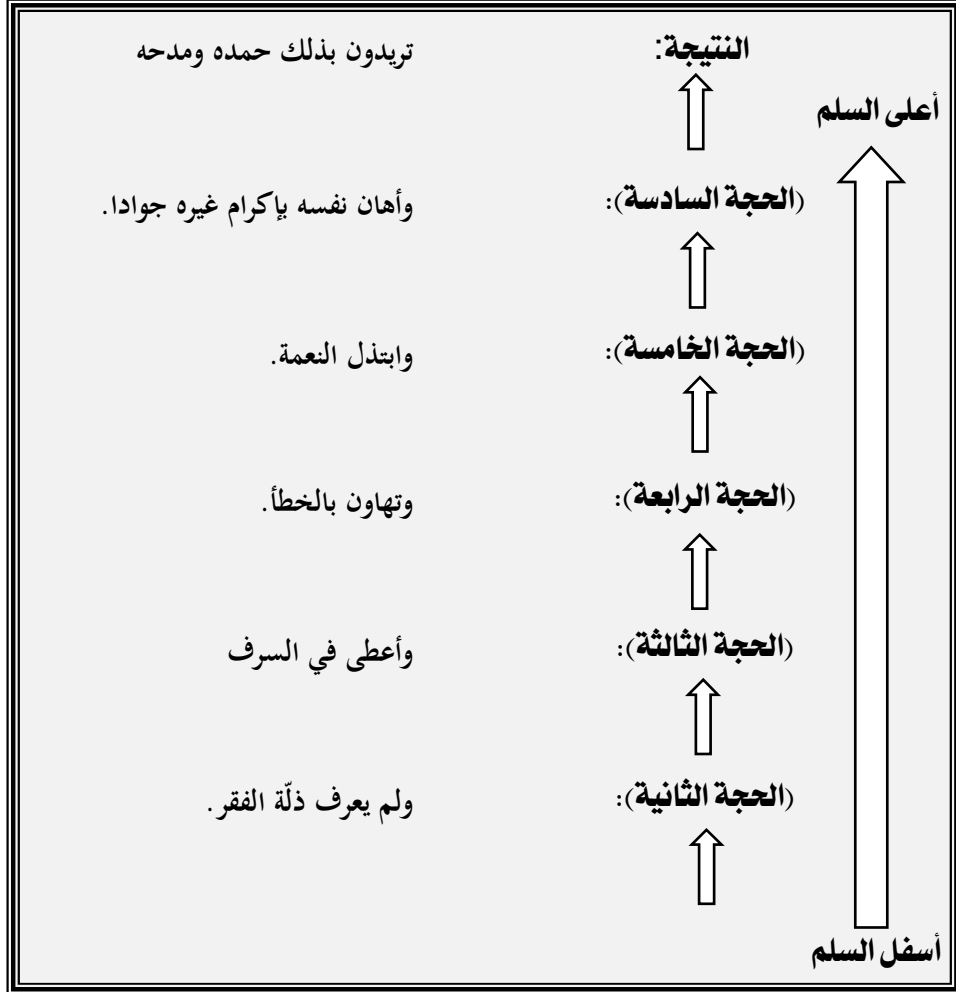 النتيجة: تريدون بذلك حمده ومدحه
أعلى السلم
(الحجة السادسة): وأهان نفسه بإكرام غيره جوادا.
(الحجة الخامسة): وابتذل النعمة.
(الحجة الرابعة): وتهاون بالخطأ.
(الحجة الثالثة): وأعطى في السرف
(الحجة الثانية): ولم يعرف ذلّة الفقر.
أسفل السلم